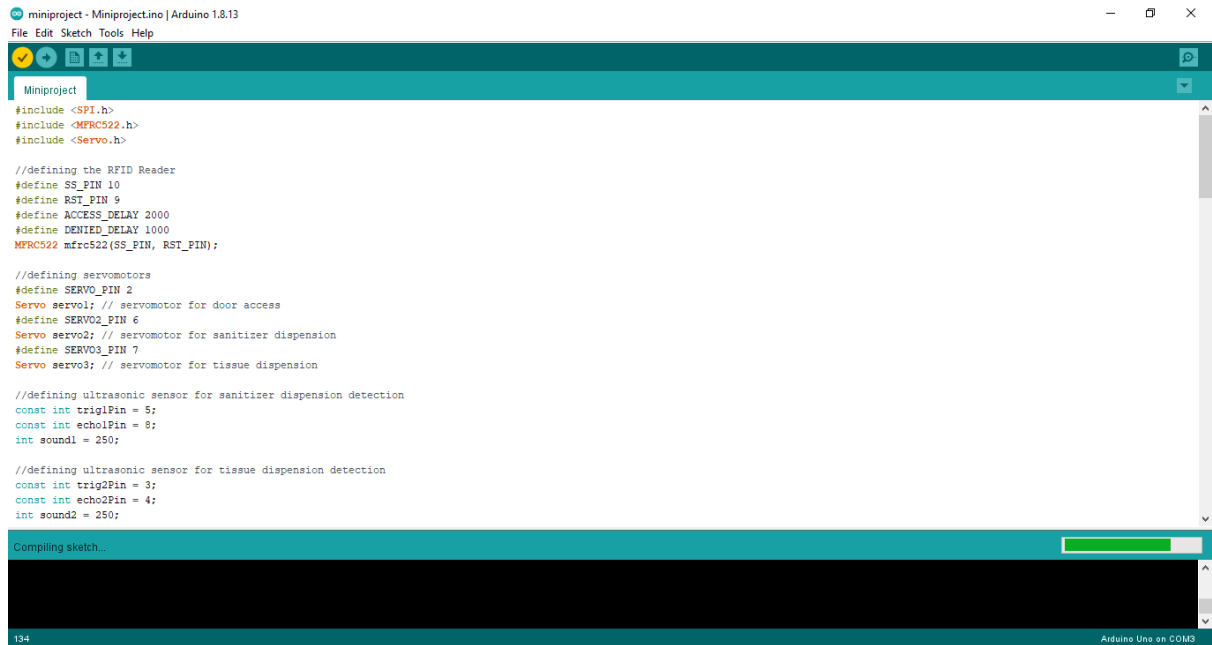 miniproject - Miniproject.ino | Arduino 1.8.13
File Edit Sketch Tools Help
Miniproject
#include <SPI.h>
#include <MFRC522.h>
#include <Servo.h>
//defining the RFID Reader
#define SS_PIN 10
#define RST_PIN 9
#define ACCESS_DELAY 2000
#define DENIED_DELAY 1000
MFRC522 mfrc522(SS_PIN, RST_PIN);
//defining servomotors
#define SERVO_PIN 2
Servo servo1; // servomotor for door access
#define SERVO2_PIN 6
Servo servo2; // servomotor for sanitizer dispension
#define SERVO3_PIN 7
Servo servo3; // servomotor for tissue dispension
//defining ultrasonic sensor for sanitizer dispension detection
const int trig1Pin = 5;
const int echo1Pin = 8;
int sound1 = 250;
//defining ultrasonic sensor for tissue dispension detection
const int trig2Pin = 3;
const int echo2Pin = 4;
int sound2 = 250;
Compiling sketch...
134
Arduino Uno on COM3